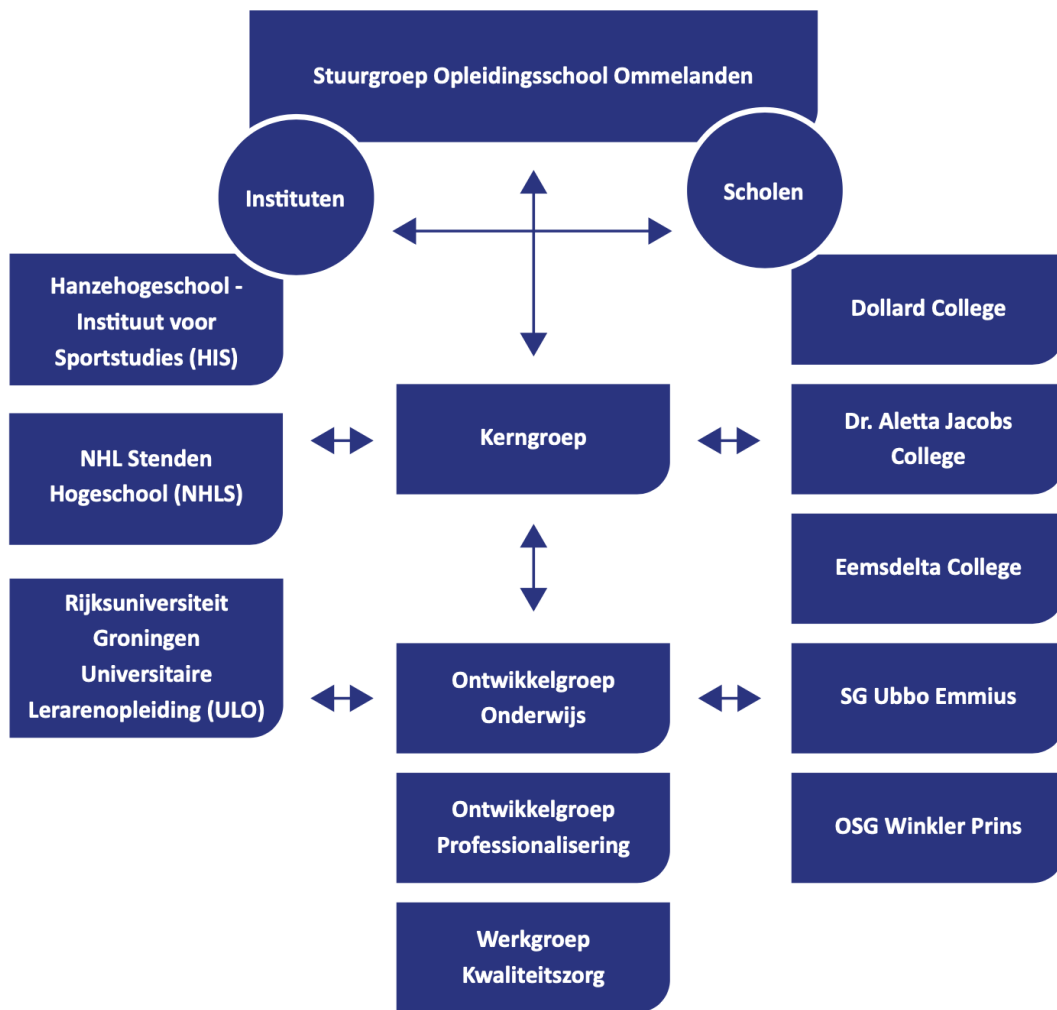 Stuurgroep Opleidingsschool Ommelanden
Instituten
Scholen
Hanzehogeschool -
Instituut voor
Sportstudies (HIS)
NHL Stenden
Hogeschool (NHLS)
Rijksuniversiteit
Groningen
Universitaire
Lerarenopleiding (ULO)
Kerngroep
Ontwikkelgroep
Onderwijs
Ontwikkelgroep
Professionalisering
Werkgroep
Kwaliteitszorg
Dollard College
Dr. Aletta Jacobs
College
Eemsdelta College
SG Ubbo Emmius
OSG Winkler Prins